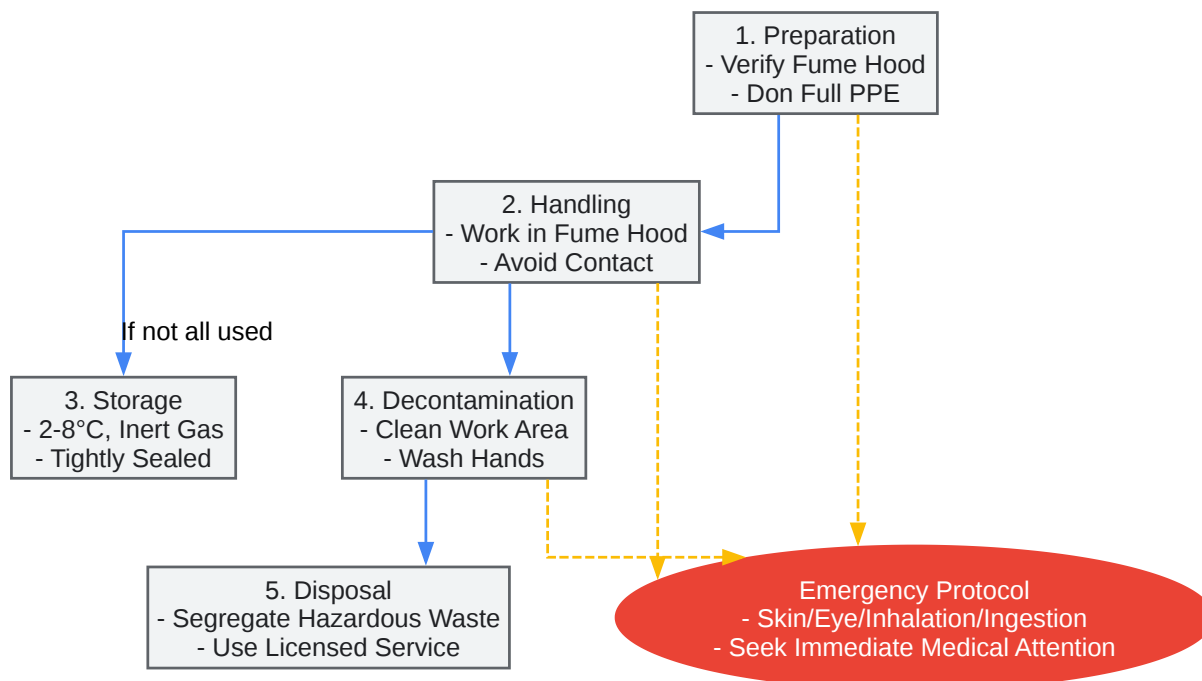 1. Preparation
- Verify Fume Hood
- Don Full PPE
2. Handling
- Work in Fume Hood
- Avoid Contact
If not all used
3. Storage
- 2-8°C, Inert Gas
- Tightly Sealed
4. Decontamination
- Clean Work Area
- Wash Hands
5. Disposal
- Segregate Hazardous Waste
- Use Licensed Service
Emergency Protocol
- Skin/Eye/Inhalation/Ingestion
- Seek Immediate Medical Attention